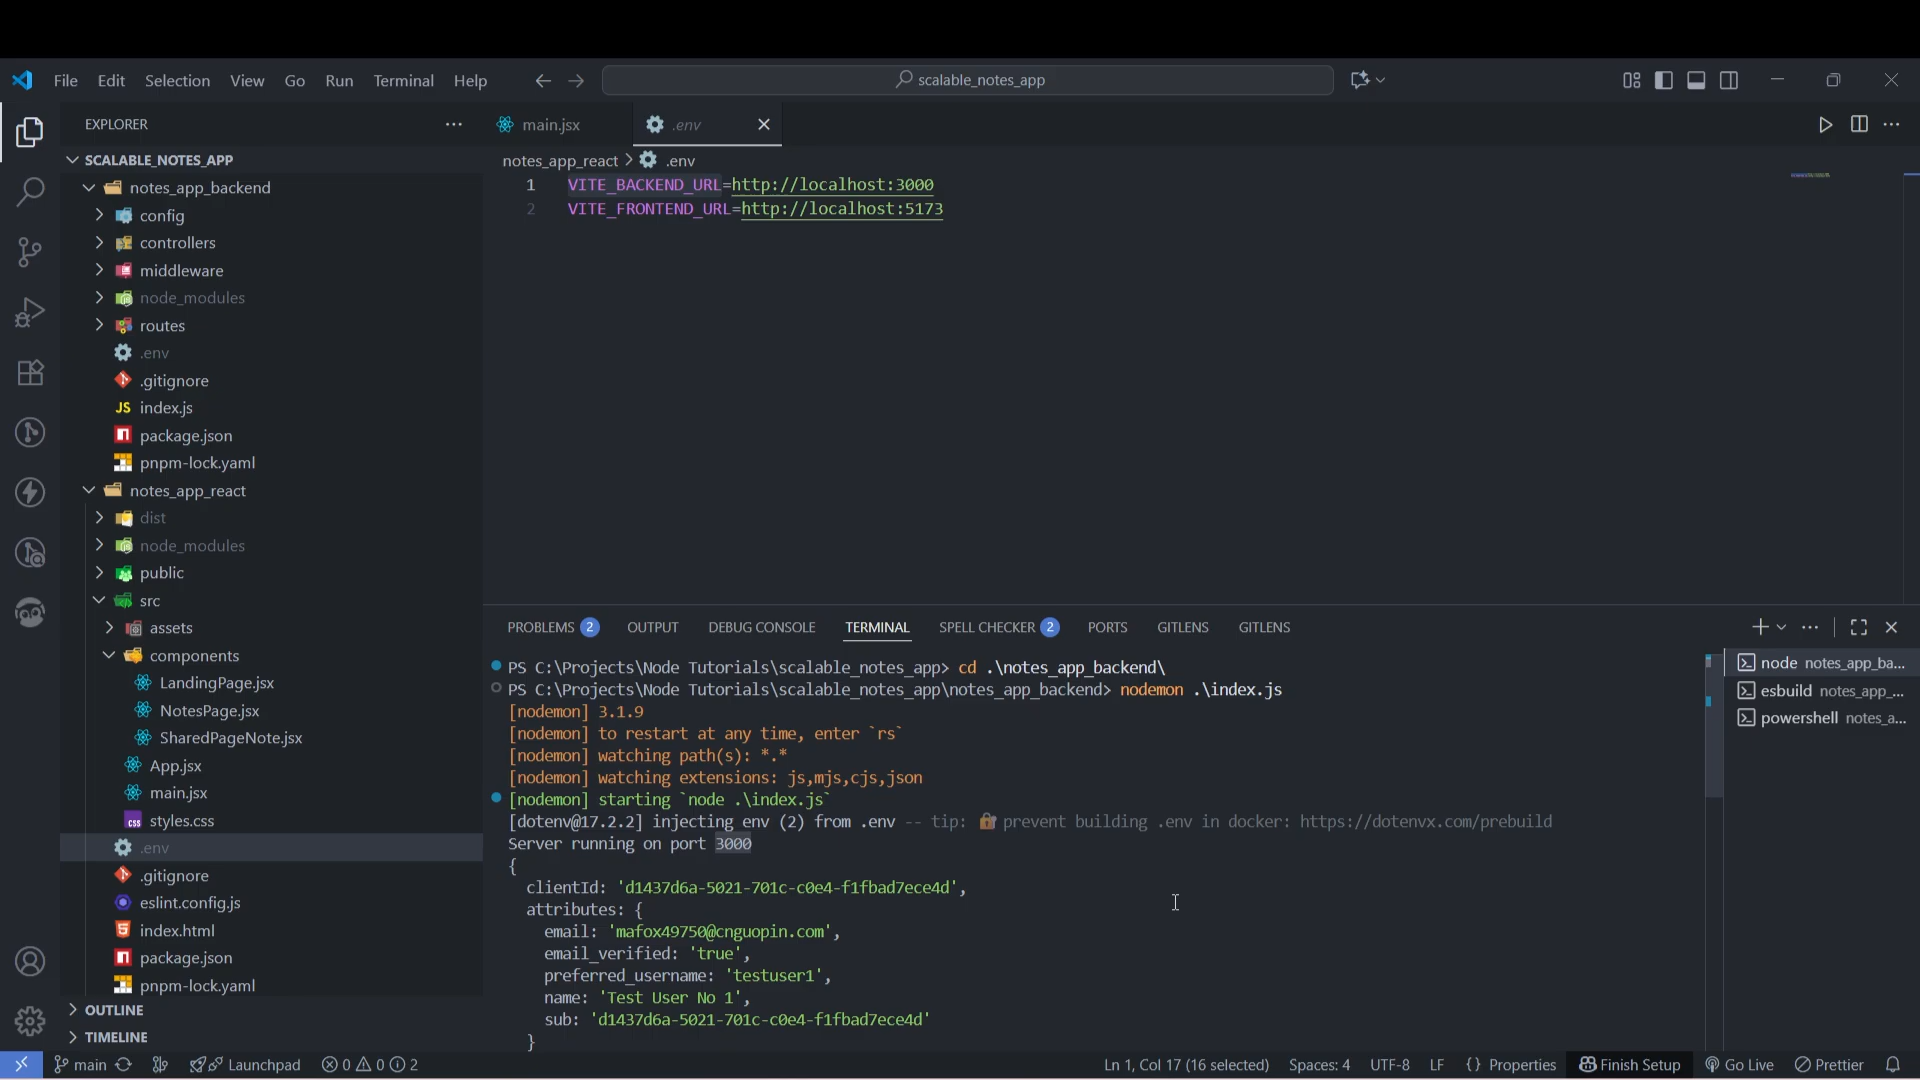 File Edit Selection View Go Run Terminal Help
scalable_notes_app
EXPLORER
main.jsx
.env
SCALABLE_NOTES_APP
notes_app_react > .env
notes_app_backend
1 VITE_BACKEND_URL=http://localhost:3000
2 VITE_FRONTEND_URL=http://localhost:5173
config
controllers
middleware
node_modules
routes
.env
.gitignore
JS index.js
package.json
pnpm-lock.yaml
notes_app_react
dist
node_modules
public
src
assets
components
LandingPage.jsx
NotesPage.jsx
SharedPageNote.jsx
App.jsx
main.jsx
styles.css
.env
.gitignore
eslint.config.js
index.html
package.json
pnpm-lock.yaml
OUTLINE
TIMELINE
PROBLEMS 2 OUTPUT DEBUG CONSOLE TERMINAL SPELL CHECKER 2 PORTS GITLENS GITLENS
PS C:\Projects\Node Tutorials\scalable_notes_app> cd .\notes_app_backend\
PS C:\Projects\Node Tutorials\scalable_notes_app\notes_app_backend> nodemon .\index.js
[nodemon] 3.1.9
[nodemon] to restart at any time, enter `rs`
[nodemon] watching path(s): *.*
[nodemon] watching extensions: js,mjs,cjs,json
[nodemon] starting `node .\index.js`
[dotenv@17.2.2] injecting env (2) from .env -- tip: 🔐 prevent building .env in docker: https://dotenvx.com/prebuild
Server running on port 3000
{
clientId: 'd1437d6a-5021-701c-c0e4-f1fbad7ece4d',
attributes: {
email: 'mafox49750@cnguopin.com',
email_verified: 'true',
preferred_username: 'testuser1',
name: 'Test User No 1',
sub: 'd1437d6a-5021-701c-c0e4-f1fbad7ece4d'
}
node notes_app_ba...
esbuild notes_app_...
powershell notes_a...
main
Launchpad
0 0 2
Ln 1, Col 17 (16 selected)
Spaces: 4
UTF-8
LF
{} Properties
Finish Setup
Go Live
Prettier